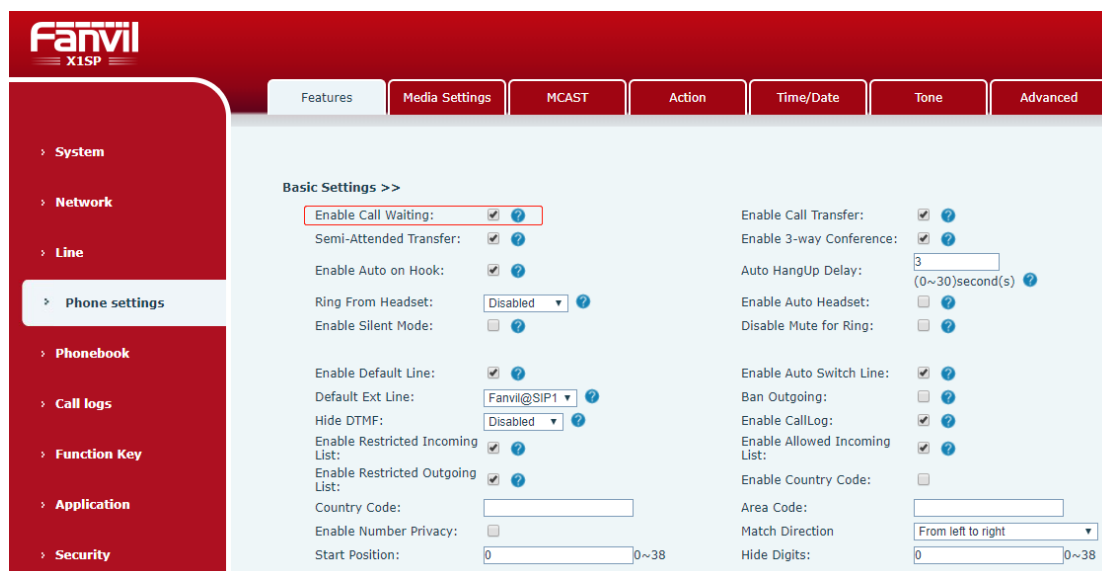 Fanvil
X1SP
Features Media Settings MCAST Action Time/Date Tone Advanced
› System
› Network
› Line
› Phone settings
› Phonebook
› Call logs
› Function Key
› Application
› Security
Basic Settings >>
Enable Call Waiting: ? Enable Call Transfer: ?
Semi-Attended Transfer: ? Enable 3-way Conference: ?
Enable Auto on Hook: ? Auto HangUp Delay: 3
(0~30)second(s) ?
Ring From Headset: Disabled ? Enable Auto Headset: ?
Enable Silent Mode: ? Disable Mute for Ring: ?
Enable Default Line: ? Enable Auto Switch Line: ?
Default Ext Line: Fanvil@SIP1 ? Ban Outgoing: ?
Hide DTMF: Disabled ? Enable CallLog: ?
Enable Restricted Incoming
List: ? Enable Allowed Incoming
List: ?
Enable Restricted Outgoing
List: ? Enable Country Code:
Country Code: Area Code:
Enable Number Privacy: Match Direction From left to right
Start Position: 0 0~38 Hide Digits: 0 0~38